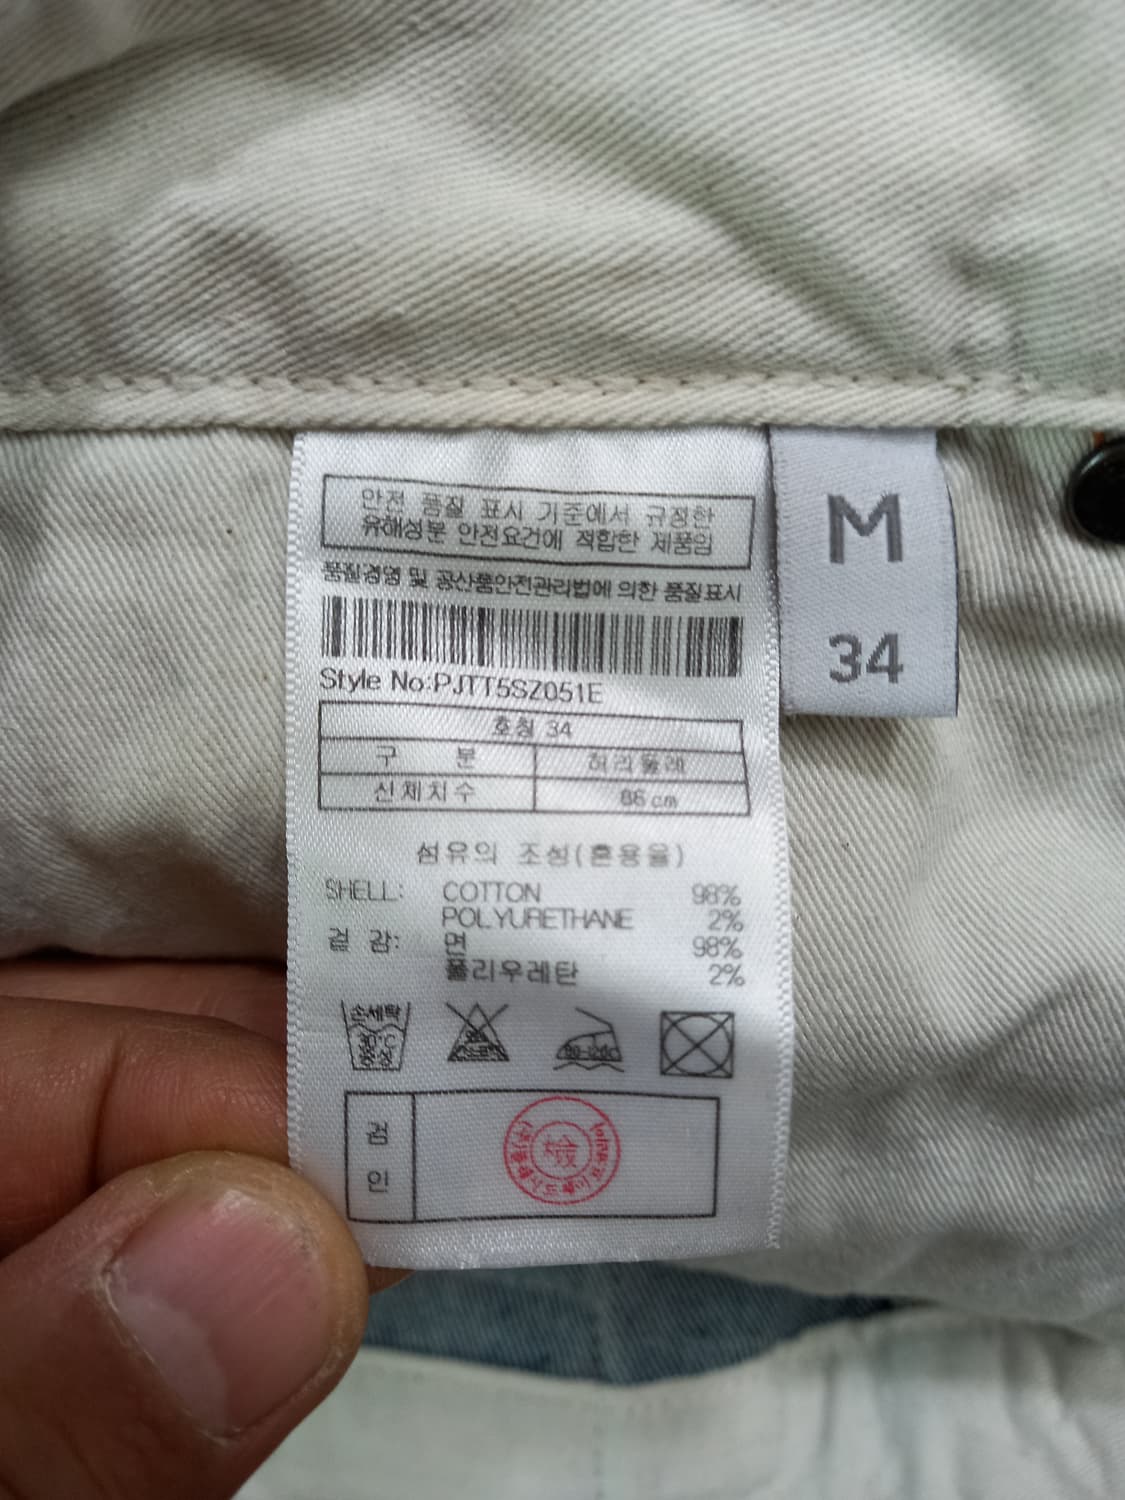 안전 품질 표시 기준에서 규정한
유해성분 안전요건에 적합한 제품임
품질경영 및 공산품안전관리법에 의한 품질표시
Style No:PJTT5SZ051E
호칭 34
구 분 허리둘레
신체치수 86cm
섬유의 조성(혼용율)
SHELL: COTTON 98%
POLYURETHANE 2%
겉 감: 면 98%
폴리우레탄 2%
손세탁
30°C
중성
80-120C
검
인
檢
M
34